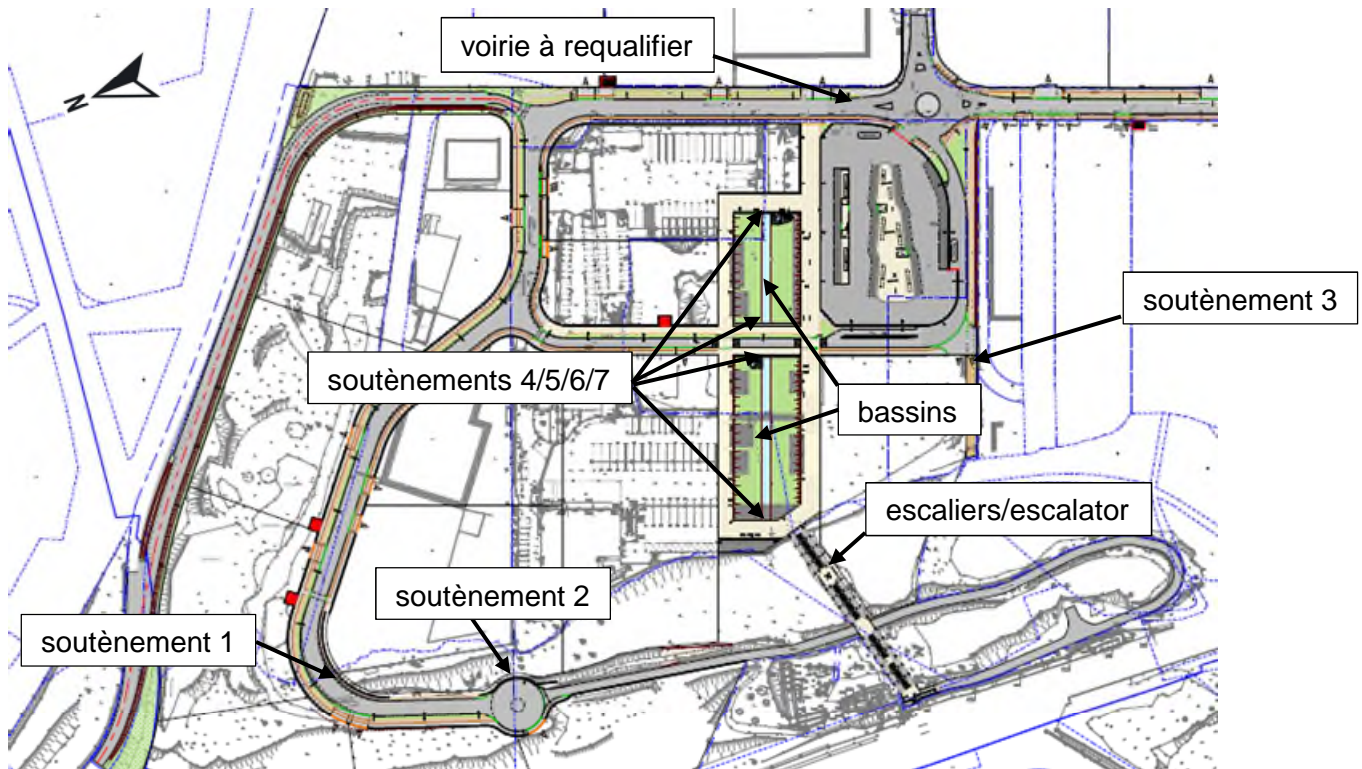 voirie à requalifier
N
soutènement 3
soutènements 4/5/6/7
bassins
escaliers/escalator
soutènement 2
soutènement 1